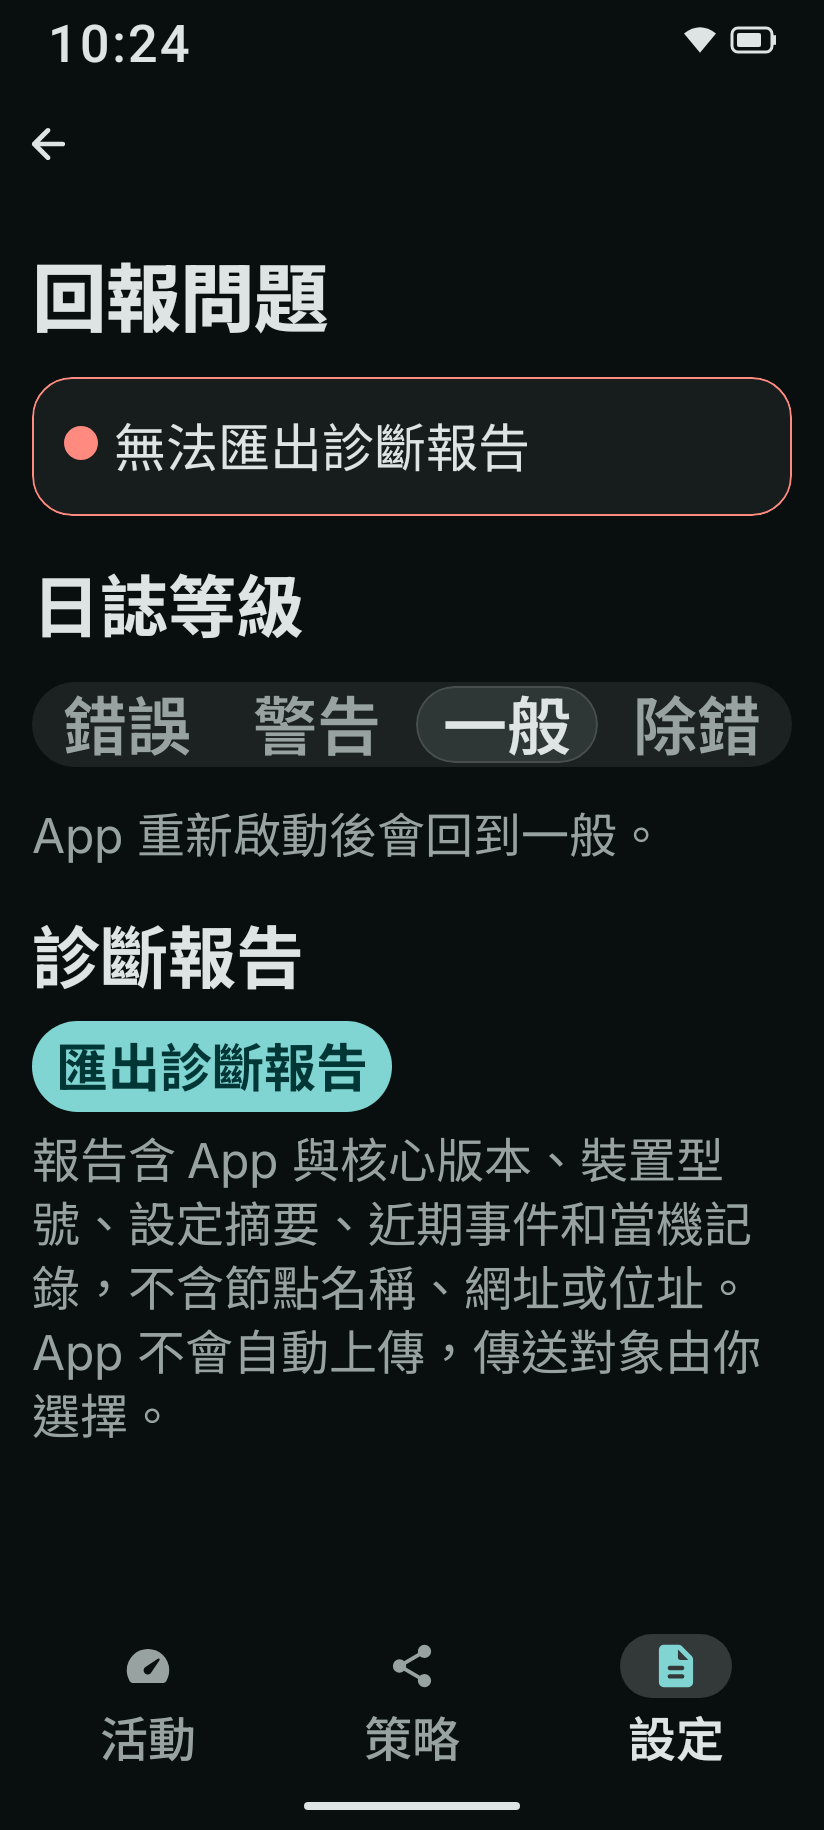 10:24
回報問題
無法匯出診斷報告
日誌等級
錯誤 警告 一般 除錯
App 重新啟動後會回到一般。
診斷報告
匯出診斷報告
報告含 App 與核心版本、裝置型
號、設定摘要、近期事件和當機記
錄，不含節點名稱、網址或位址。
App 不會自動上傳，傳送對象由你
選擇。
活動 策略 設定